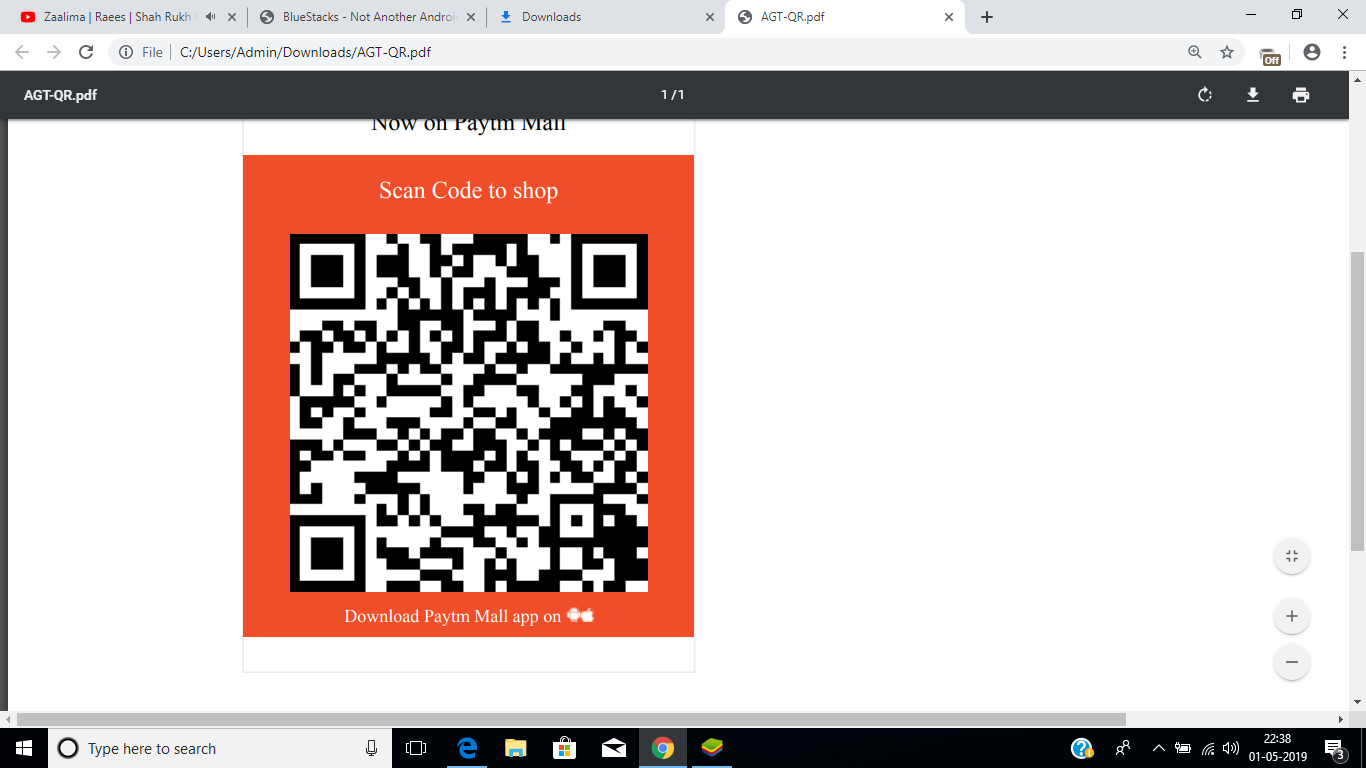 Zaalima | Raees | Shah Rukh
BlueStacks - Not Another Androi
Downloads
AGT-QR.pdf
File | C:/Users/Admin/Downloads/AGT-QR.pdf
Off
AGT-QR.pdf
1 / 1
Now on Paytm Mall
Scan Code to shop
Download Paytm Mall app on
Type here to search
22:38
01-05-2019
3